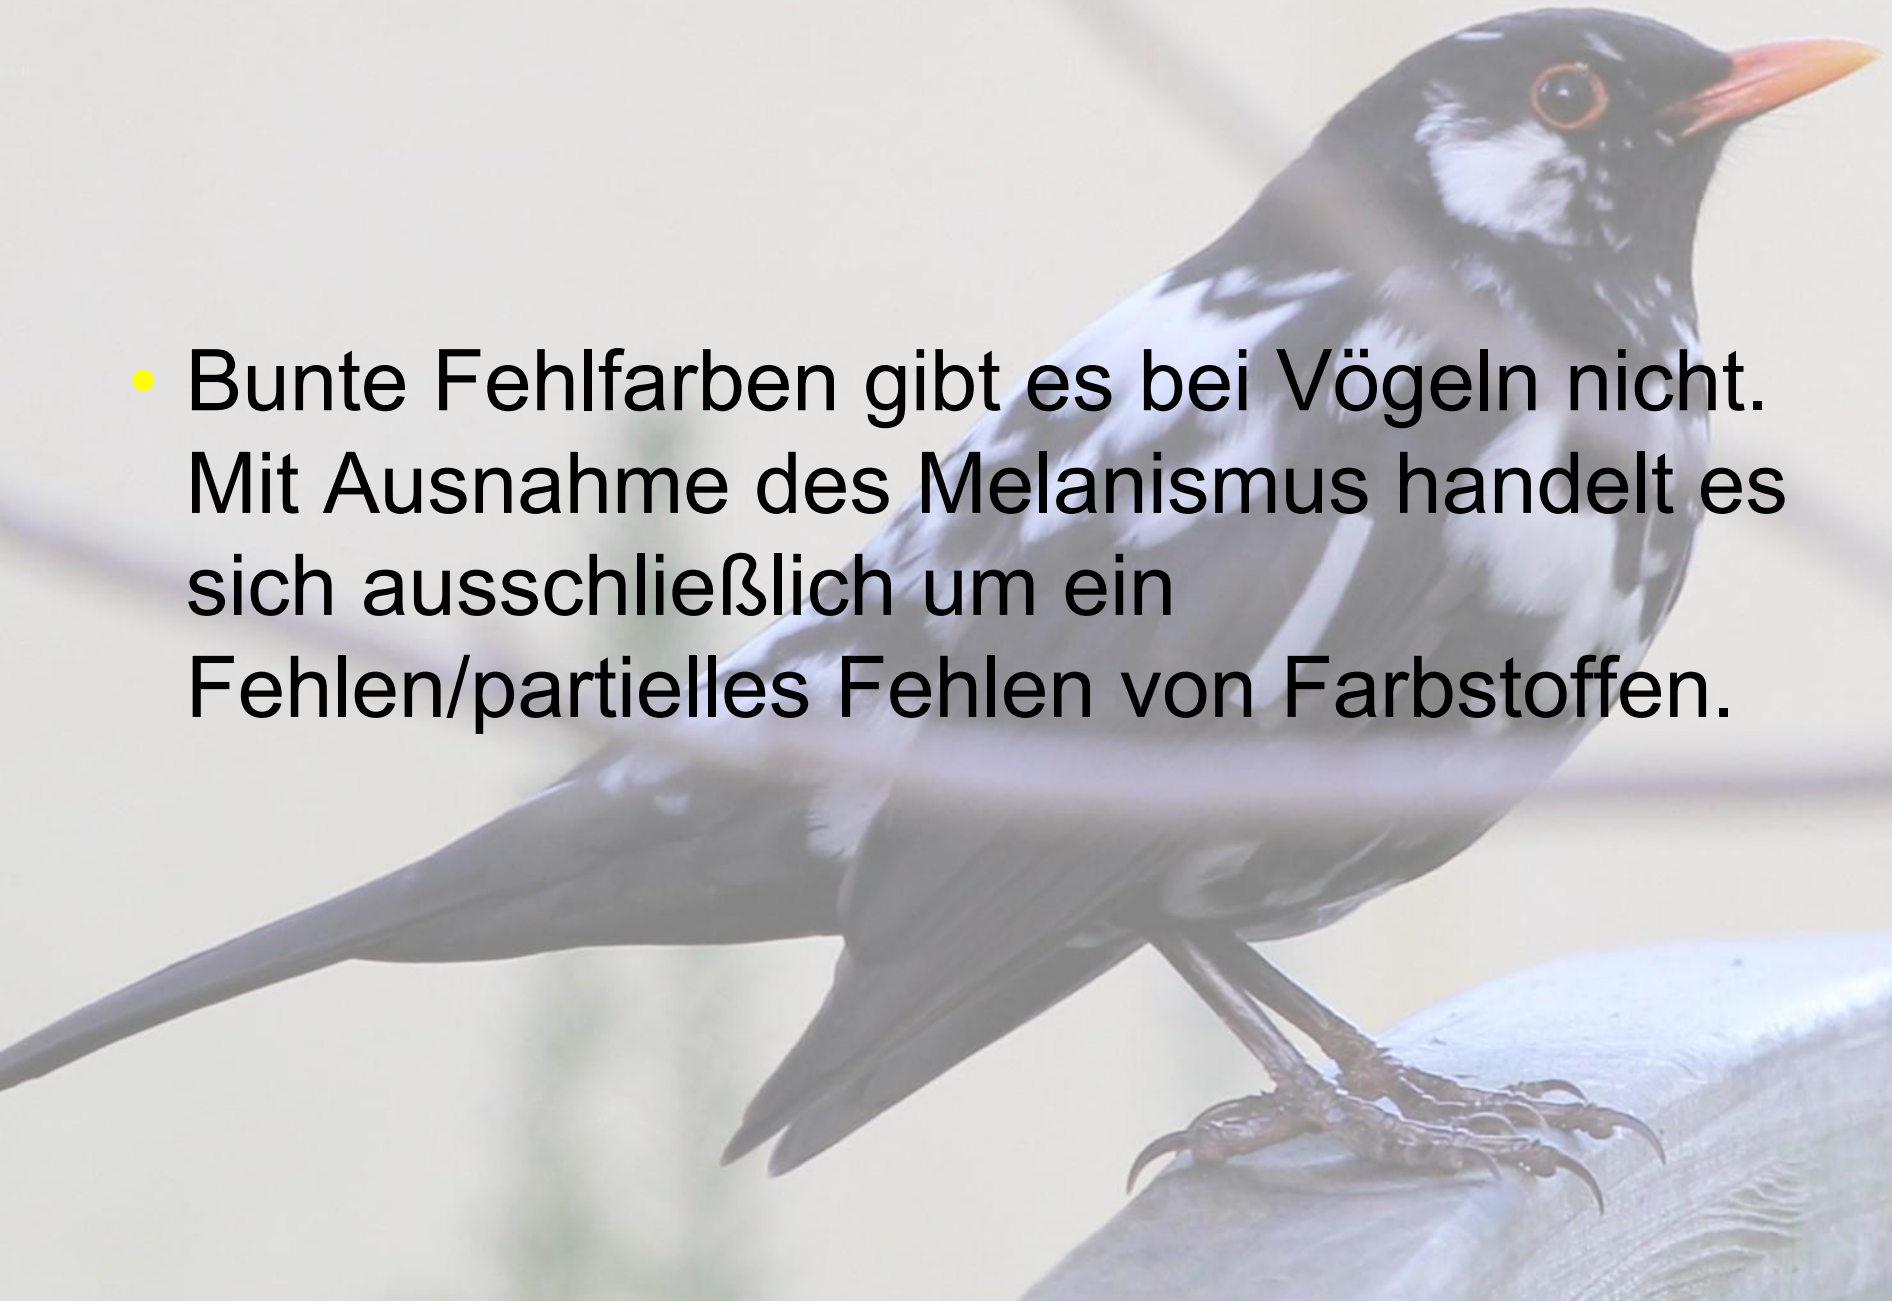 • Bunte Fehlfarben gibt es bei Vögeln nicht.
Mit Ausnahme des Melanismus handelt es
sich ausschließlich um ein
Fehlen/partielles Fehlen von Farbstoffen.